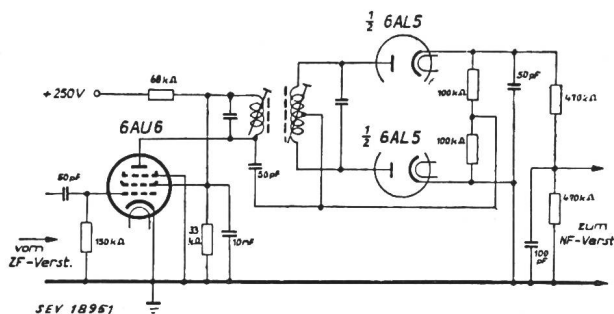 ½ 6AL5
68kΩ
+250V
6AU6
50pF
½ 6AL5
100kΩ
100kΩ
50pF
470kΩ
50pF
150kΩ
33 kΩ
10nF
470kΩ
100 pF
vom
ZF-Verst.
zum
NF-Verst
SEV 18961